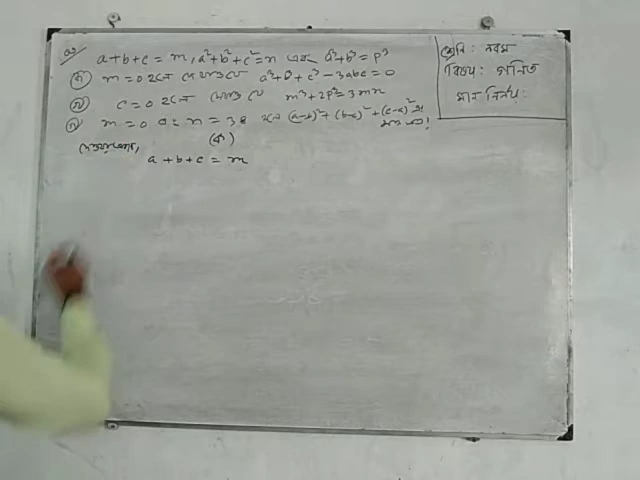 a+b+c = m, a²+b²+c²=n এবং a³+b³=p³
(ক) m=0 হলে দেখাও যে a³+b³+c³-3abc=0
(খ) c=0 হলে দেখাও যে m³+2p³=3mn
(গ) m=0 এবং n=38 হলে (a-b)²+(b-c)²+(c-a)² এর
মান কত!
শ্রেণি: নবম
বিষয়: গণিত
মান নির্ণয়:
(ক)
দেওয়া আছে,
a+b+c = m